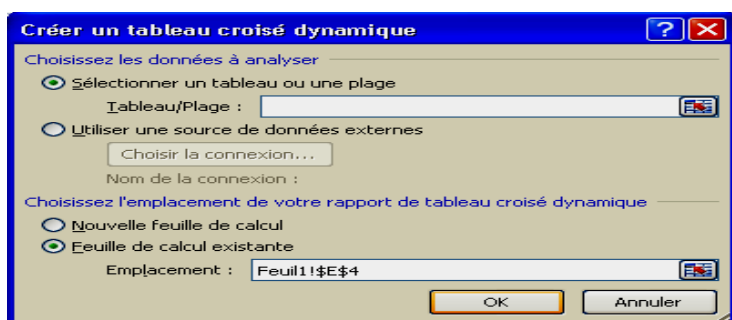 Créer un tableau croisé dynamique
?
Choisissez les données à analyser
Sélectionner un tableau ou une plage
Tableau/Plage :
Utiliser une source de données externes
Choisir la connexion...
Nom de la connexion :
Choisissez l'emplacement de votre rapport de tableau croisé dynamique
Nouvelle feuille de calcul
Feuille de calcul existante
Emplacement : Feuil1!$E$4
OK Annuler